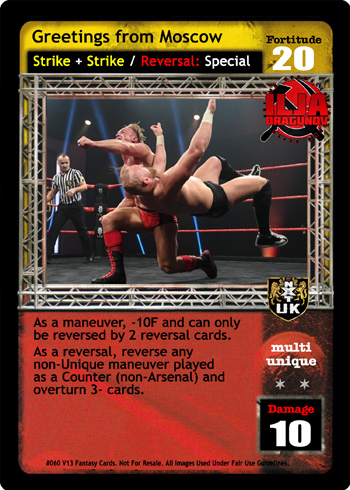 Greetings from Moscow
Fortitude
20
Strike + Strike / Reversal: Special
ILJA
DRAGUNOV
NXT
UK
As a maneuver, -10F and can only
be reversed by 2 reversal cards.
As a reversal, reverse any
non-Unique maneuver played
as a Counter (non-Arsenal) and
overturn 3- cards.
multi
unique
Damage
10
#060 V13 Fantasy Cards. Not For Resale. All Images Used Under Fair Use Guidelines.